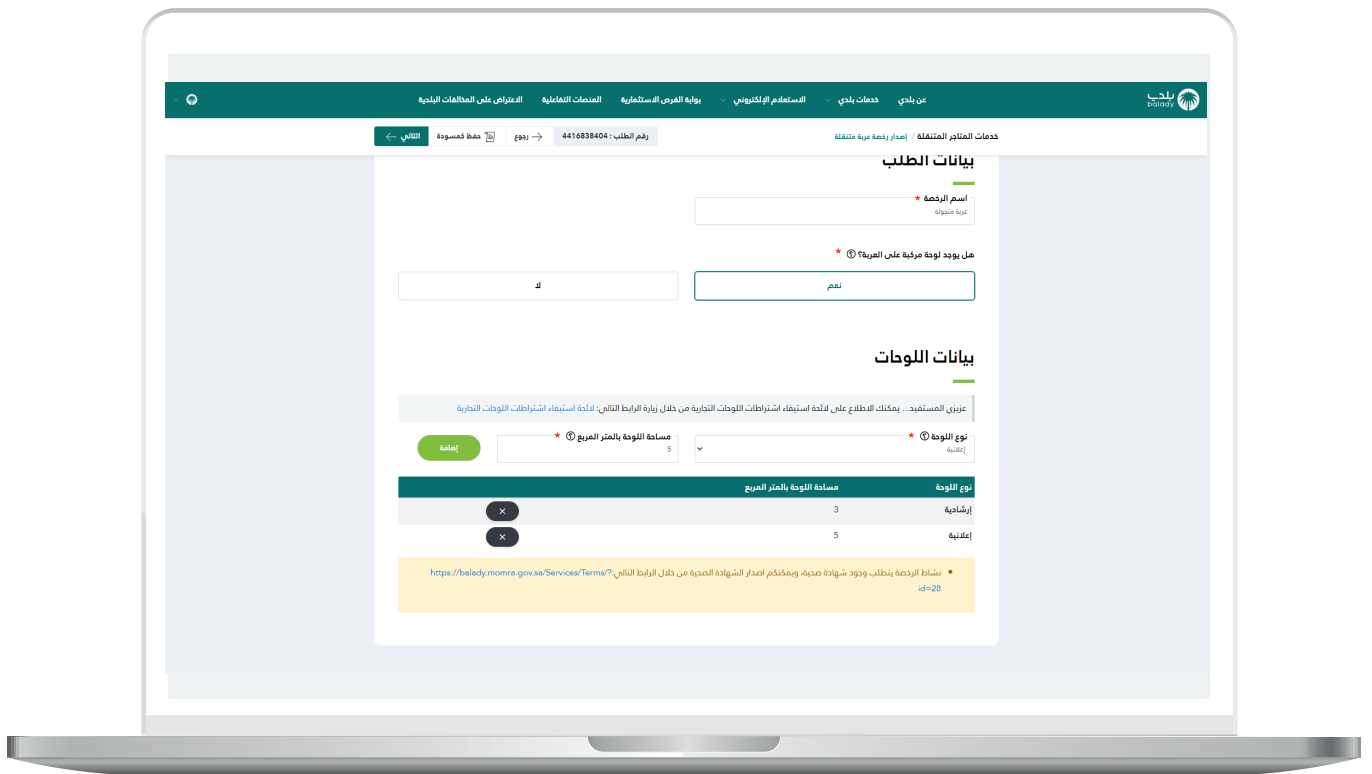 بلدي
balady
عن بلدي
خدمات بلدي
الاستعلام الإلكتروني
بوابة الفرص الاستثمارية
المنصات التفاعلية
الاعتراض على المخالفات البلدية
خدمات المتاجر المتنقلة / إصدار رخصة عربة متنقلة
رقم الطلب : 4416838404
رجوع
حفظ كمسودة
التالي
بيانات الطلب
اسم الرخصة *
عربة متجولة
هل يوجد لوحة مركبة على العربة؟ *
نعم
لا
بيانات اللوحات
عزيزي المستفيد... يمكنك الاطلاع على لائحة استيفاء اشتراطات اللوحات التجارية من خلال زيارة الرابط التالي: لائحة استيفاء اشتراطات اللوحات التجارية
نوع اللوحة *
إعلانية
مساحة اللوحة بالمتر المربع *
5
إضافة
نوع اللوحة مساحة اللوحة بالمتر المربع
إرشادية 3
إعلانية 5
نشاط الرخصة يتطلب وجود شهادة صحية، ويمكنكم اصدار الشهادة الصحية من خلال الرابط التالي: https://balady.momra.gov.sa/Services/Terms/?
id=28